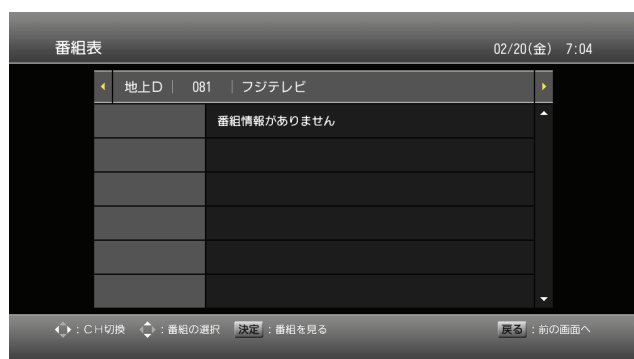 番組表 02/20(金) 7:04
地上D 081 フジテレビ
番組情報がありません
:CH切換 :番組の選択 決定:番組を見る 戻る:前の画面へ